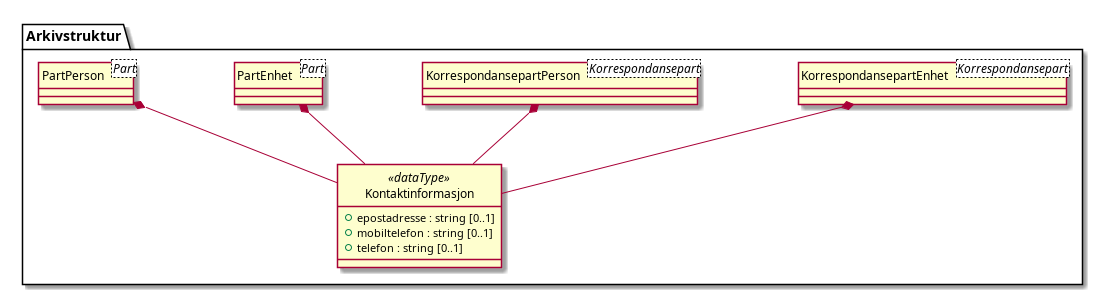 Arkivstruktur
PartPerson Part
PartEnhet Part
KorrespondansepartPerson Korrespondansepart
KorrespondansepartEnhet Korrespondansepart
«dataType»
Kontaktinformasjon
epostadresse : string [0..1]
mobiltelefon : string [0..1]
telefon : string [0..1]